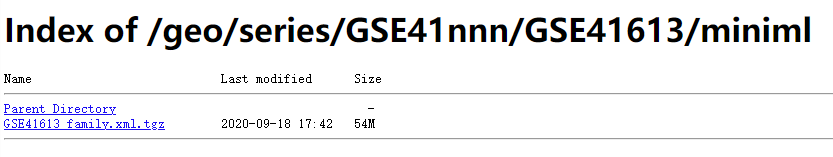 Index of /geo/series/GSE41nnn/GSE41613/miniml
Name Last modified Size
Parent Directory -
GSE41613_family.xml.tgz 2020-09-18 17:42 54M